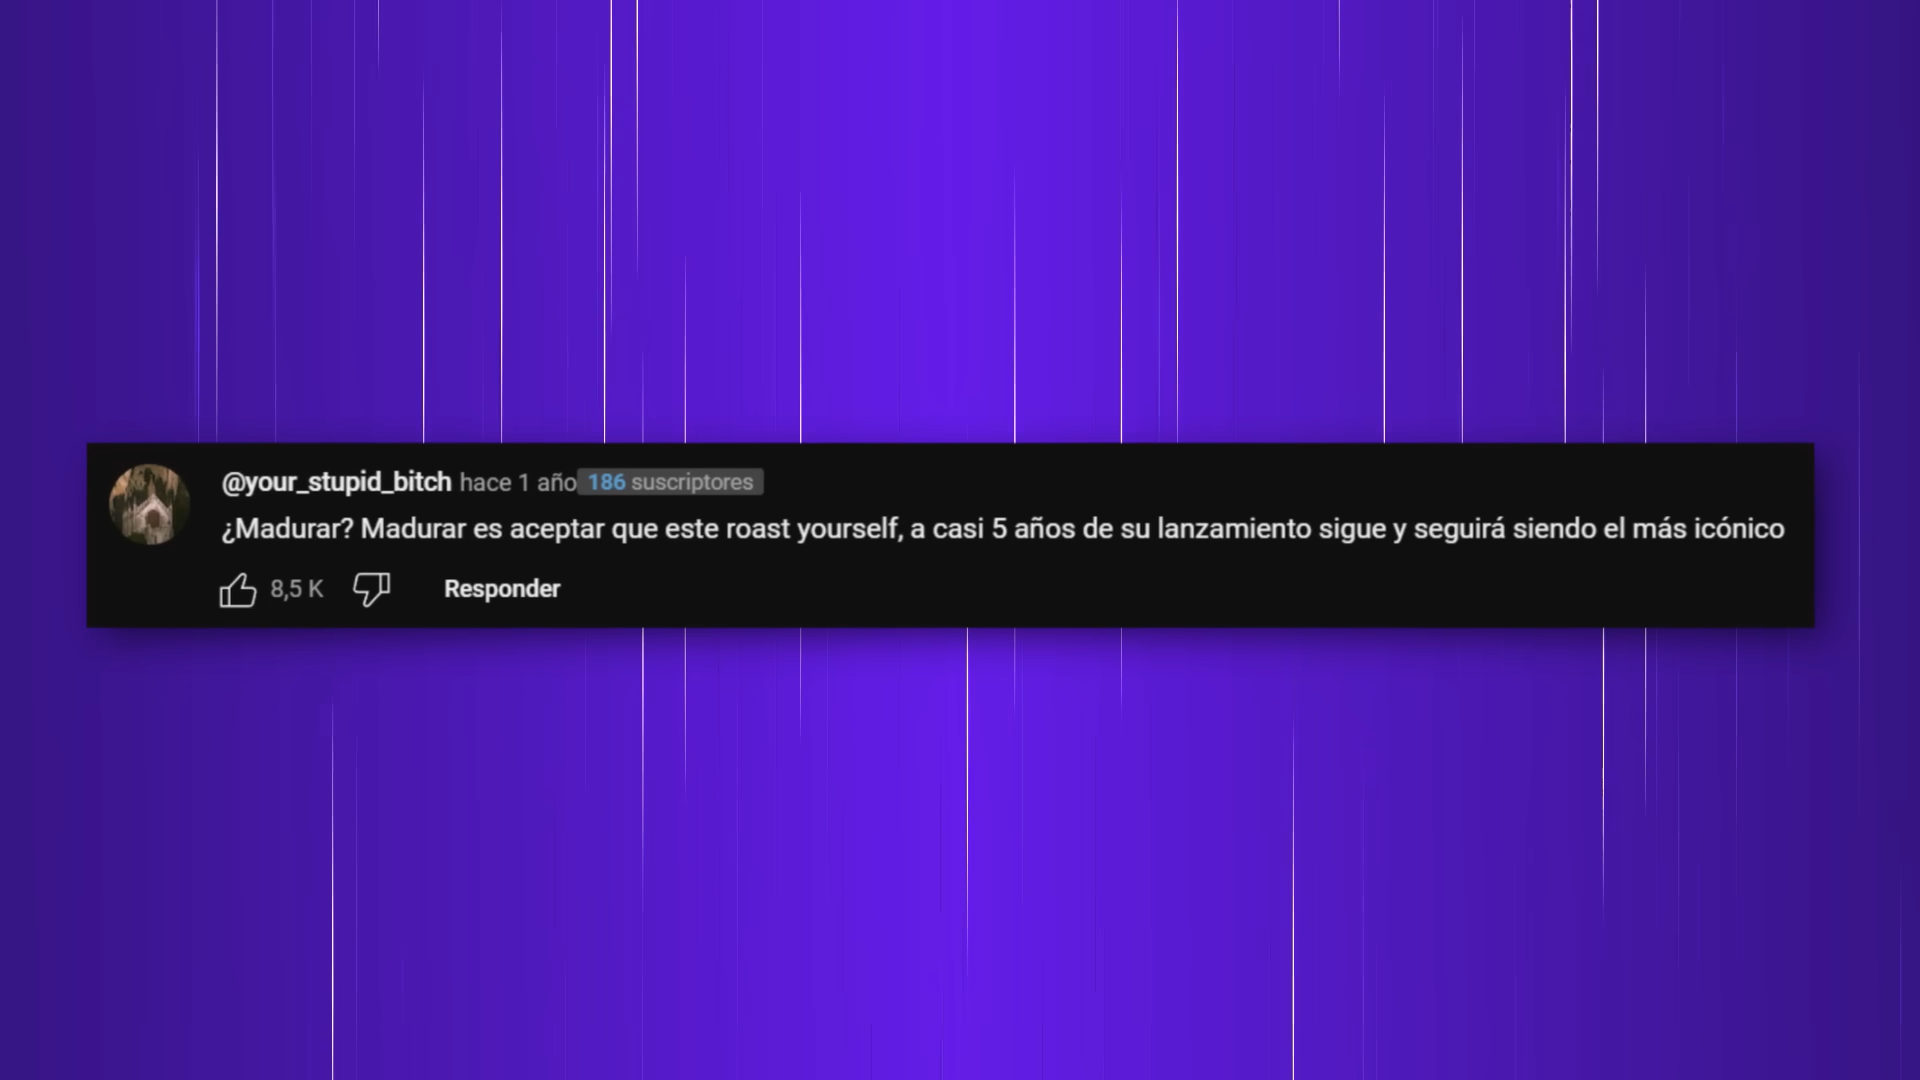 @your_stupid_bitch hace 1 año 186 suscriptores
¿Madurar? Madurar es aceptar que este roast yourself, a casi 5 años de su lanzamiento sigue y seguirá siendo el más icónico
8,5 K Responder